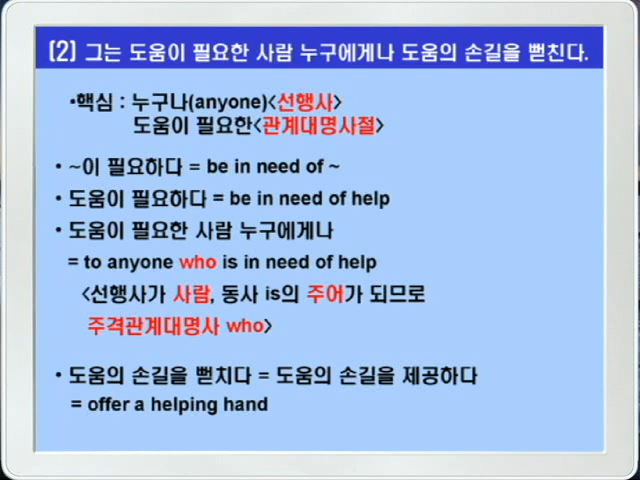 (2) 그는 도움이 필요한 사람 누구에게나 도움의 손길을 뻗친다.
•핵심 : 누구나(anyone)<선행사>
도움이 필요한<관계대명사절>
• ~이 필요하다 = be in need of ~
• 도움이 필요하다 = be in need of help
• 도움이 필요한 사람 누구에게나
= to anyone who is in need of help
<선행사가 사람, 동사 is의 주어가 되므로
주격관계대명사 who>
• 도움의 손길을 뻗치다 = 도움의 손길을 제공하다
= offer a helping hand